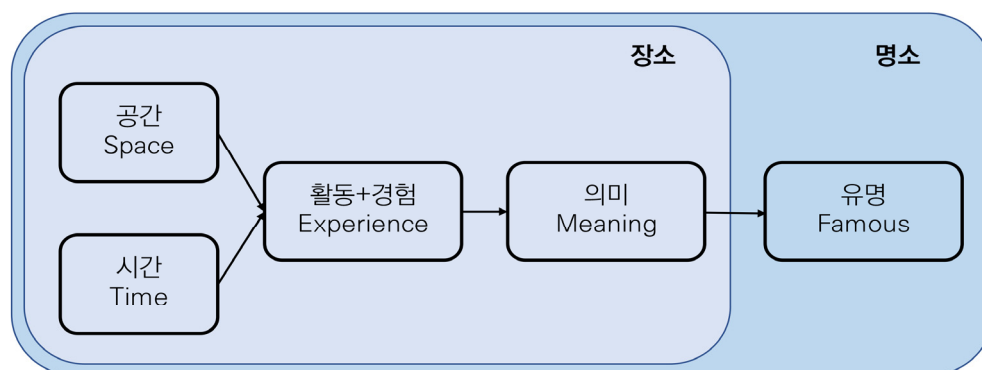 장소
명소
공간
Space
시간
Time
활동+경험
Experience
의미
Meaning
유명
Famous